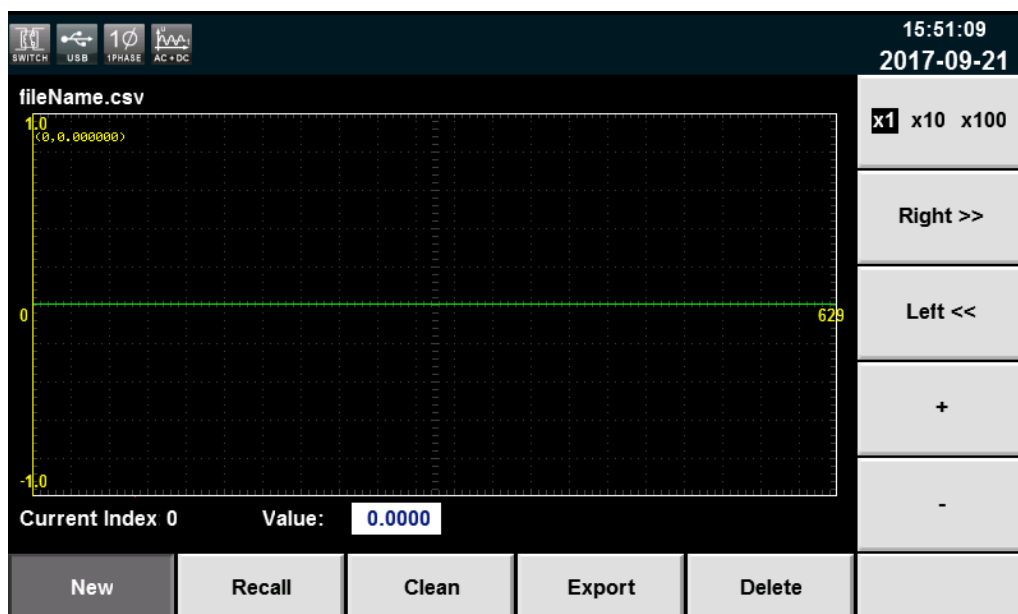 SWITCH USB 1Ø 1PHASE AC+DC
15:51:09
2017-09-21
fileName.csv
1.0
(0,0.000000)
0
629
-1.0
Current Index 0 Value: 0.0000
x1 x10 x100
Right >>
Left <<
+
-
New Recall Clean Export Delete